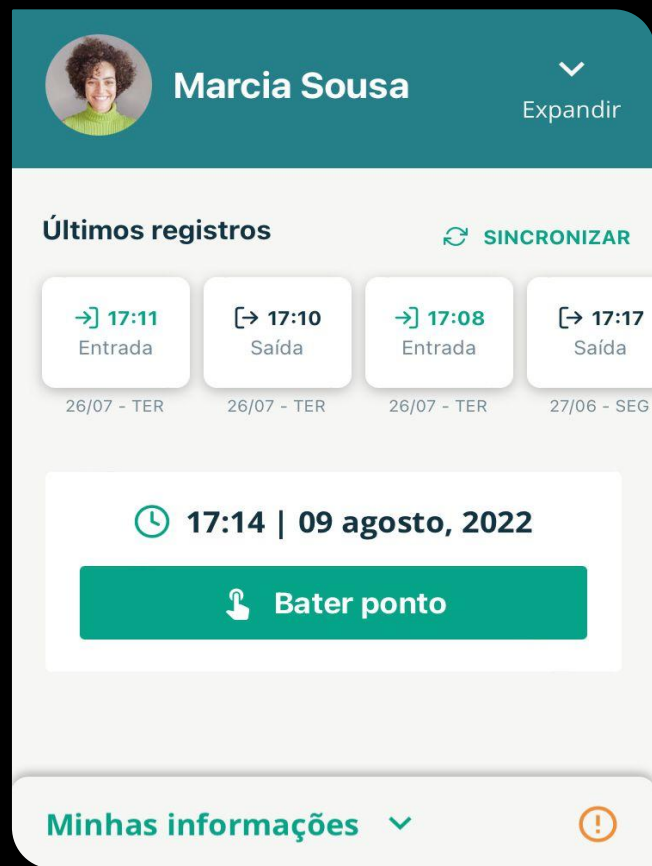 Marcia Sousa
Expandir
Últimos registros
SINCRONIZAR
17:11
Entrada
26/07 - TER
17:10
Saída
26/07 - TER
17:08
Entrada
26/07 - TER
17:17
Saída
27/06 - SEG
17:14 | 09 agosto, 2022
Bater ponto
Minhas informações